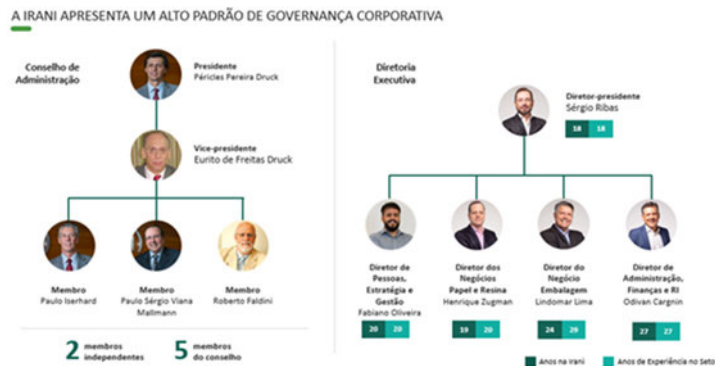 A IRANI APRESENTA UM ALTO PADRÃO DE GOVERNANÇA CORPORATIVA
Conselho de
Administração
Presidente
Péricles Pereira Druck
Vice-presidente
Eurito de Freitas Druck
Membro
Paulo Iserhard
Membro
Paulo Sérgio Viana
Mallmann
Membro
Roberto Faldini
2 membros
independentes
5 membros
do conselho
Diretoria
Executiva
Diretor-presidente
Sérgio Ribas
18 18
Diretor de
Pessoas,
Estratégia e
Gestão
Fabiano Oliveira
20 20
Diretor dos
Negócios
Papel e Resina
Henrique Zugman
19 20
Diretor do
Negócio
Embalagem
Lindomar Lima
24 29
Diretor de
Administração,
Finanças e RI
Odivan Cargnin
27 27
Anos na Irani
Anos de Experiência no Seto